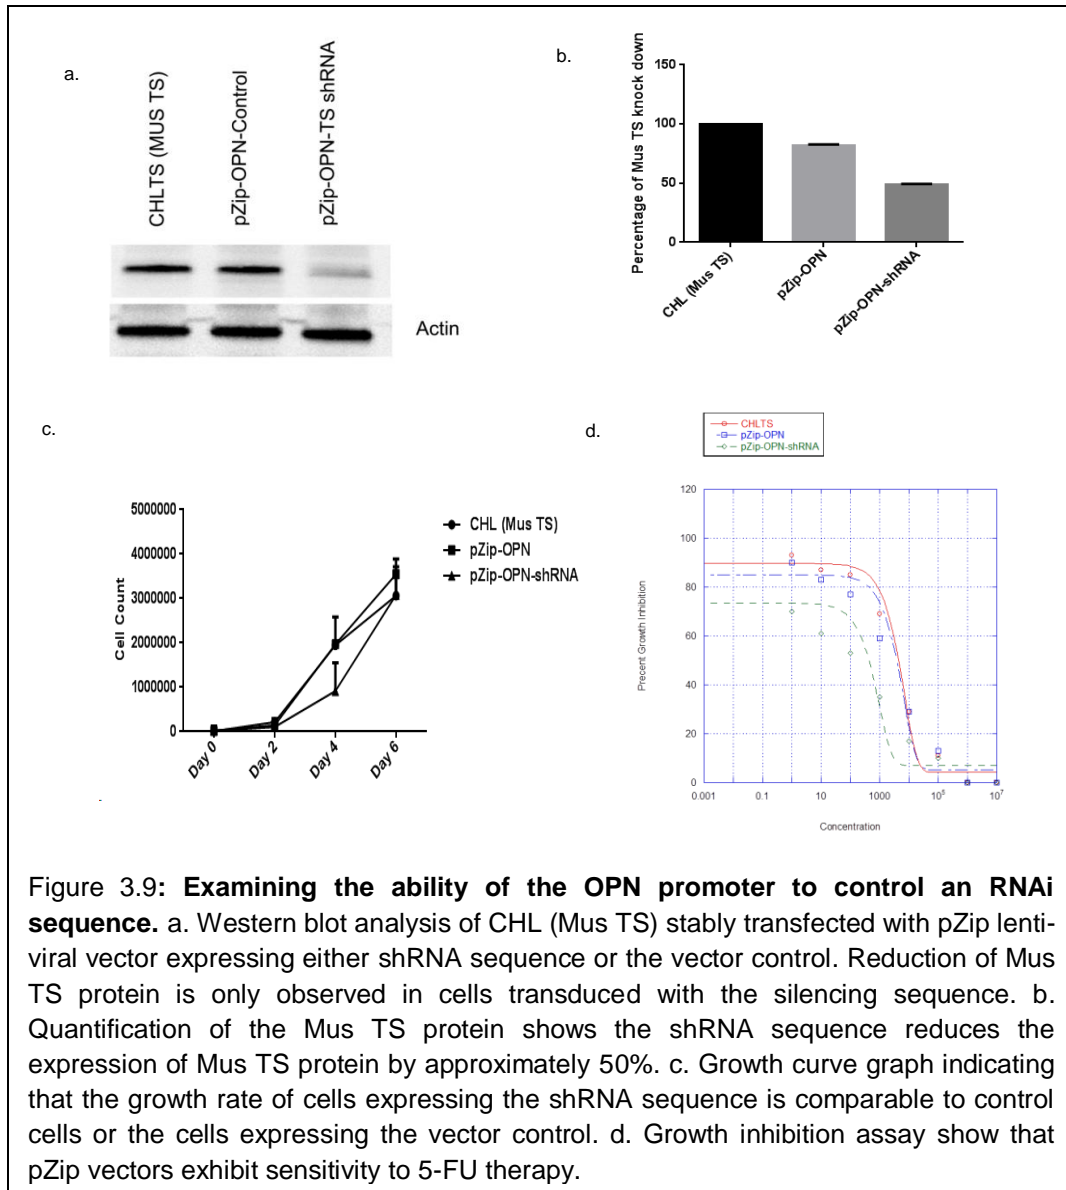 a.
CHLTS (MUS TS)
pZip-OPN-Control
pZip-OPN-TS shRNA
Actin
b.
Percentage of Mus TS knock down
150
100
50
0
CHL (Mus TS)
pZip-OPN
pZip-OPN-shRNA
c.
Cell Count
5000000
4000000
3000000
2000000
1000000
0
Day 0
Day 2
Day 4
Day 6
CHL (Mus TS)
pZip-OPN
pZip-OPN-shRNA
d.
CHLTS
pZip-OPN
pZip-OPN-shRNA
Precent Growth Inhibition
120
100
80
60
40
20
0
0.001
0.1
10
1000
10⁵
10⁷
Concentration
Figure 3.9: Examining the ability of the OPN promoter to control an RNAi
sequence. a. Western blot analysis of CHL (Mus TS) stably transfected with pZip lenti-
viral vector expressing either shRNA sequence or the vector control. Reduction of Mus
TS protein is only observed in cells transduced with the silencing sequence. b.
Quantification of the Mus TS protein shows the shRNA sequence reduces the
expression of Mus TS protein by approximately 50%. c. Growth curve graph indicating
that the growth rate of cells expressing the shRNA sequence is comparable to control
cells or the cells expressing the vector control. d. Growth inhibition assay show that
pZip vectors exhibit sensitivity to 5-FU therapy.